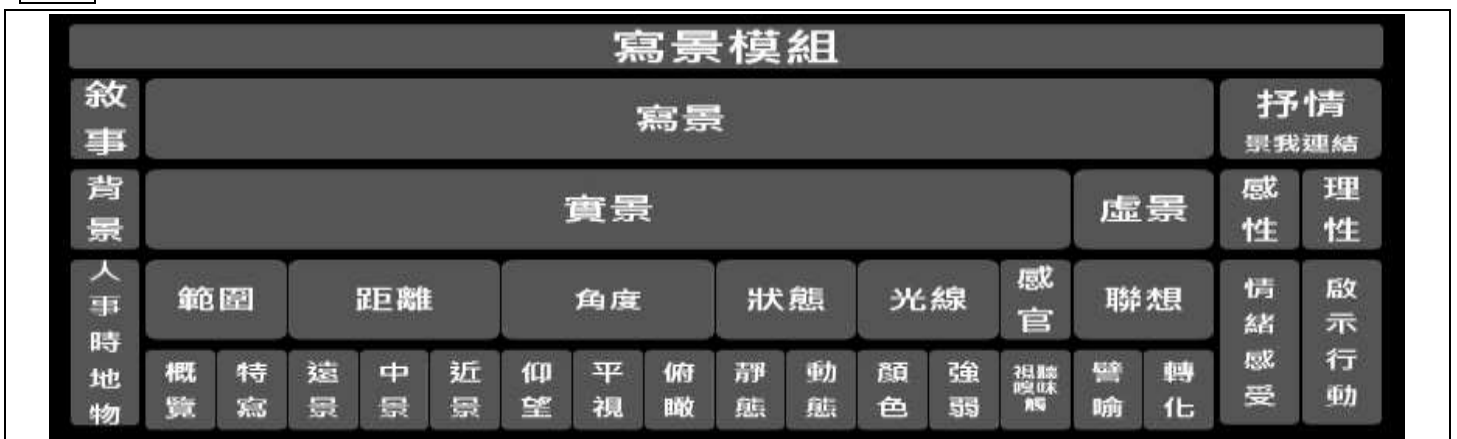 寫景模組
敘事
寫景
抒情
景我連結
背景
實景
虛景
感性
理性
人事時地物
範圍
距離
角度
狀態
光線
感官
聯想
情緒感受
啟示行動
概覽
特寫
遠景
中景
近景
仰望
平視
俯瞰
靜態
動態
顏色
強弱
視聽
嗅味
觸
譬喻
轉化